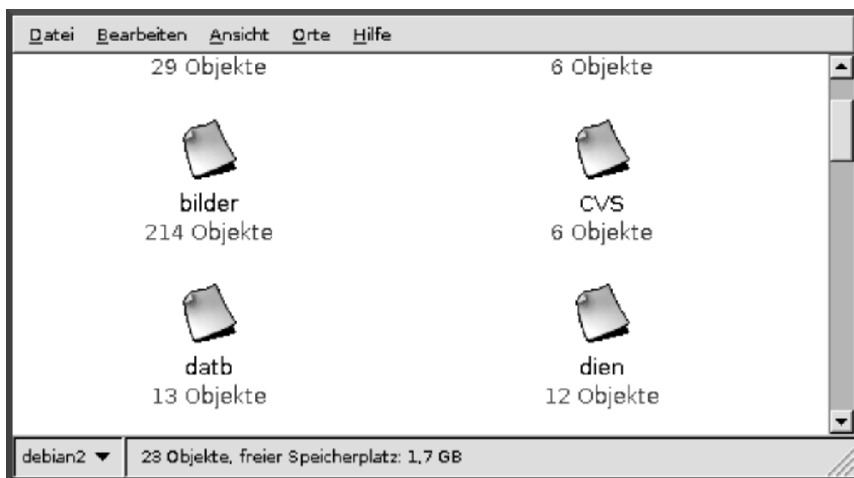 Datei Bearbeiten Ansicht Orte Hilfe
29 Objekte 6 Objekte
bilder CVS
214 Objekte 6 Objekte
datb dien
13 Objekte 12 Objekte
debian2 23 Objekte, freier Speicherplatz: 1,7 GB